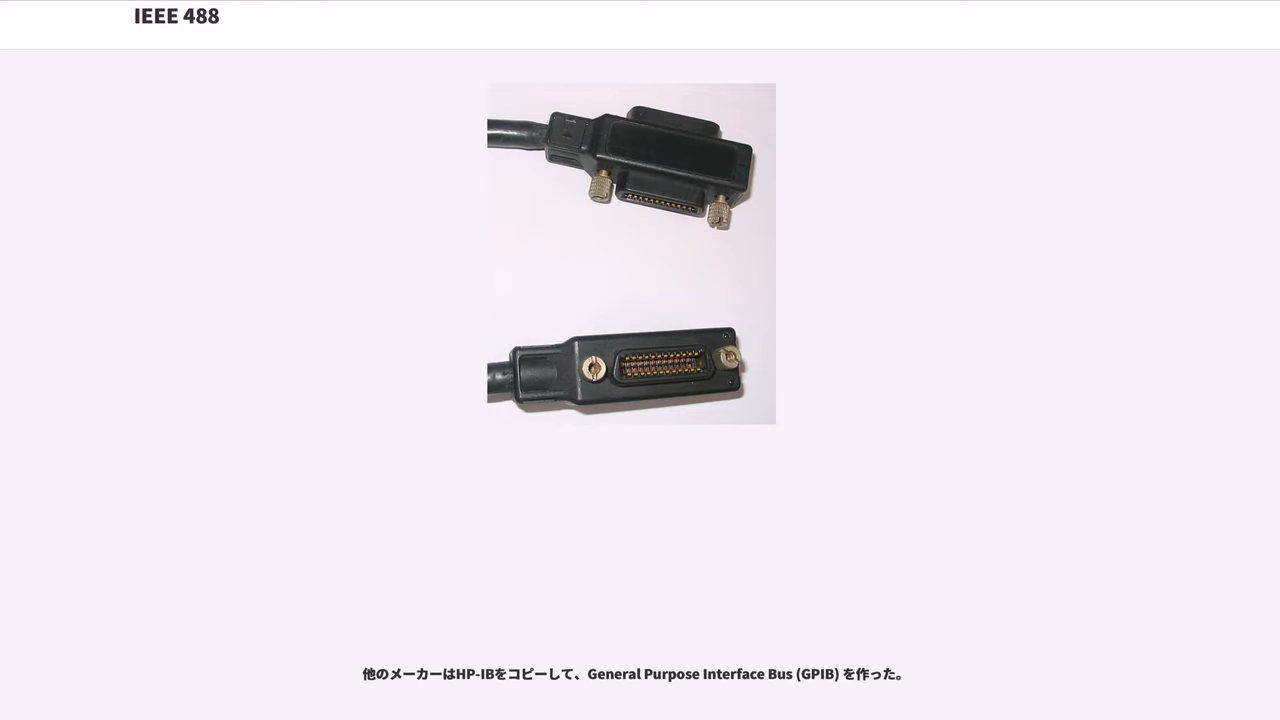 IEEE 488
他のメーカーはHP-IBをコピーして、General Purpose Interface Bus (GPIB) を作った。